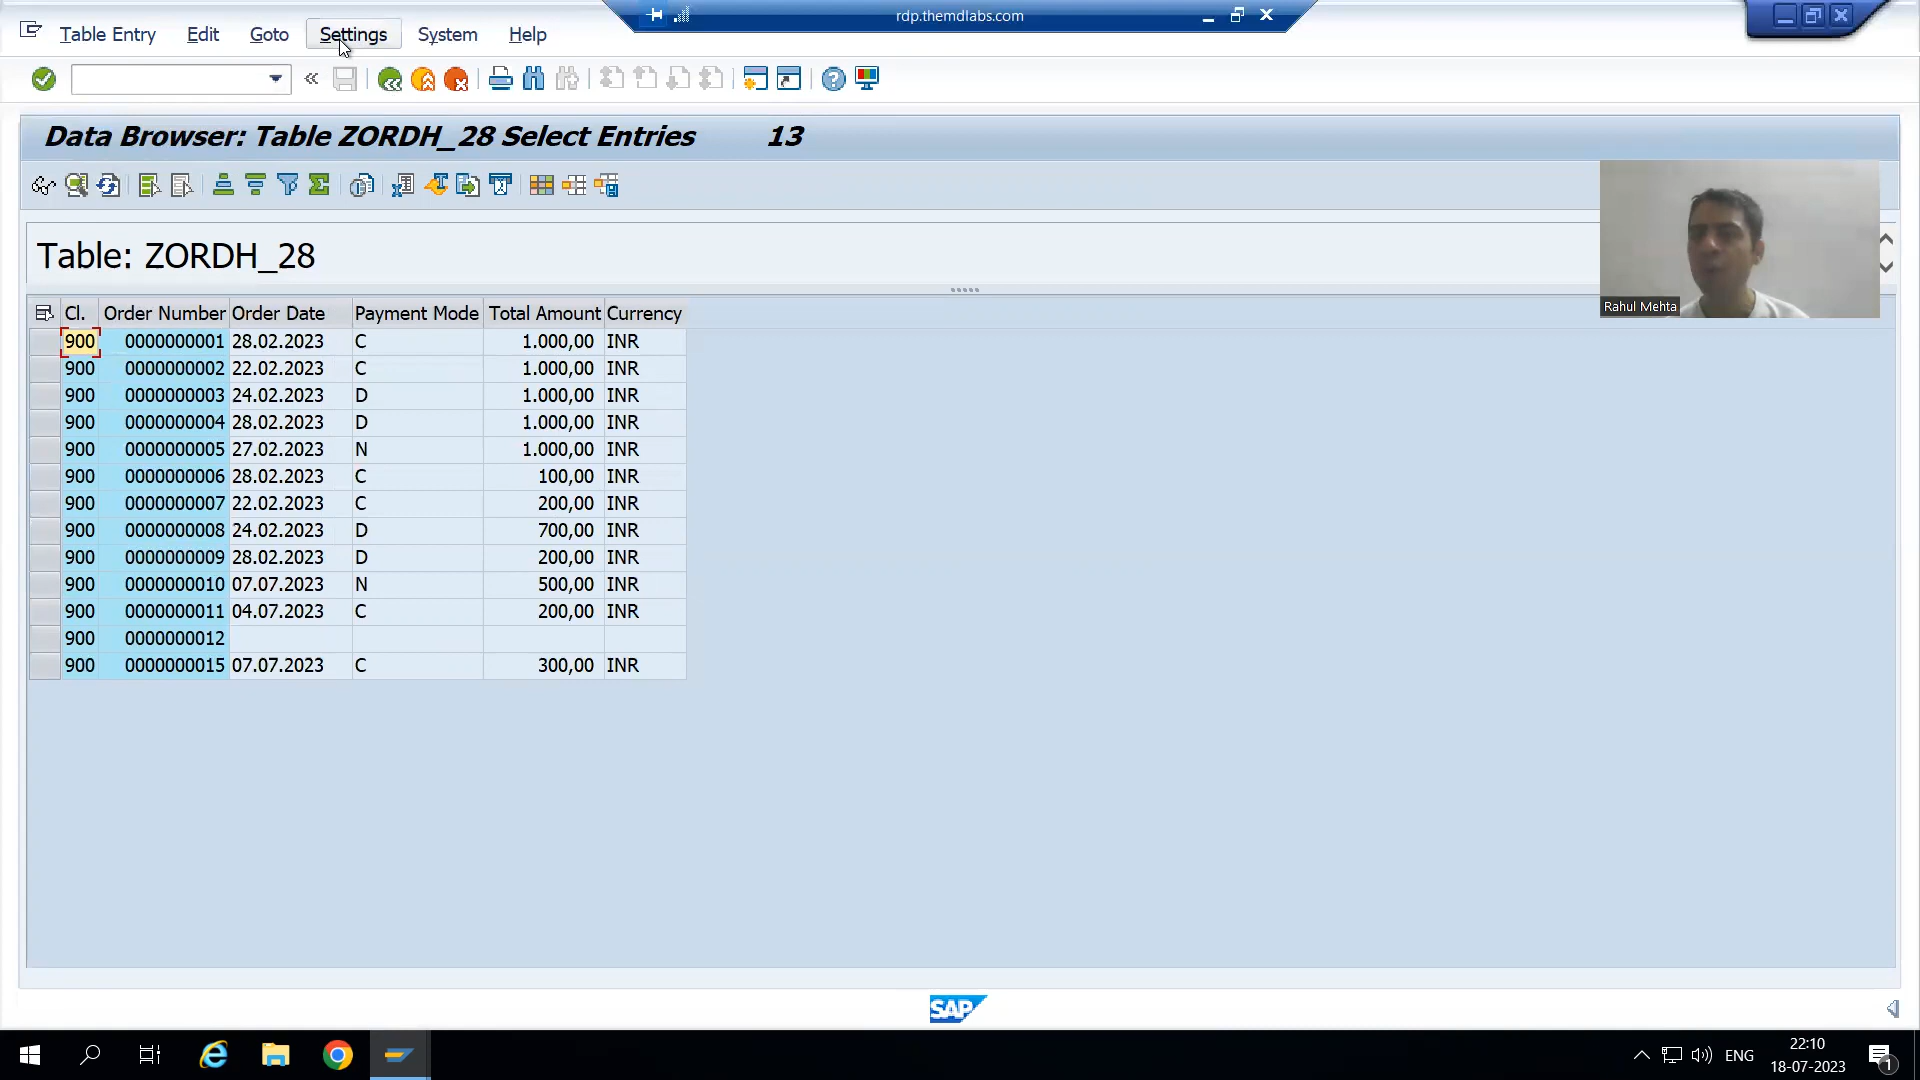 rdp.themdlabs.com
Table Entry Edit Goto Settings System Help
Data Browser: Table ZORDH_28 Select Entries 13
Table: ZORDH_28
Rahul Mehta
Cl. Order Number Order Date Payment Mode Total Amount Currency
900 0000000001 28.02.2023 C 1.000,00 INR
900 0000000002 22.02.2023 C 1.000,00 INR
900 0000000003 24.02.2023 D 1.000,00 INR
900 0000000004 28.02.2023 D 1.000,00 INR
900 0000000005 27.02.2023 N 1.000,00 INR
900 0000000006 28.02.2023 C 100,00 INR
900 0000000007 22.02.2023 C 200,00 INR
900 0000000008 24.02.2023 D 700,00 INR
900 0000000009 28.02.2023 D 200,00 INR
900 0000000010 07.07.2023 N 500,00 INR
900 0000000011 04.07.2023 C 200,00 INR
900 0000000012
900 0000000015 07.07.2023 C 300,00 INR
SAP
ENG
22:10
18-07-2023
1